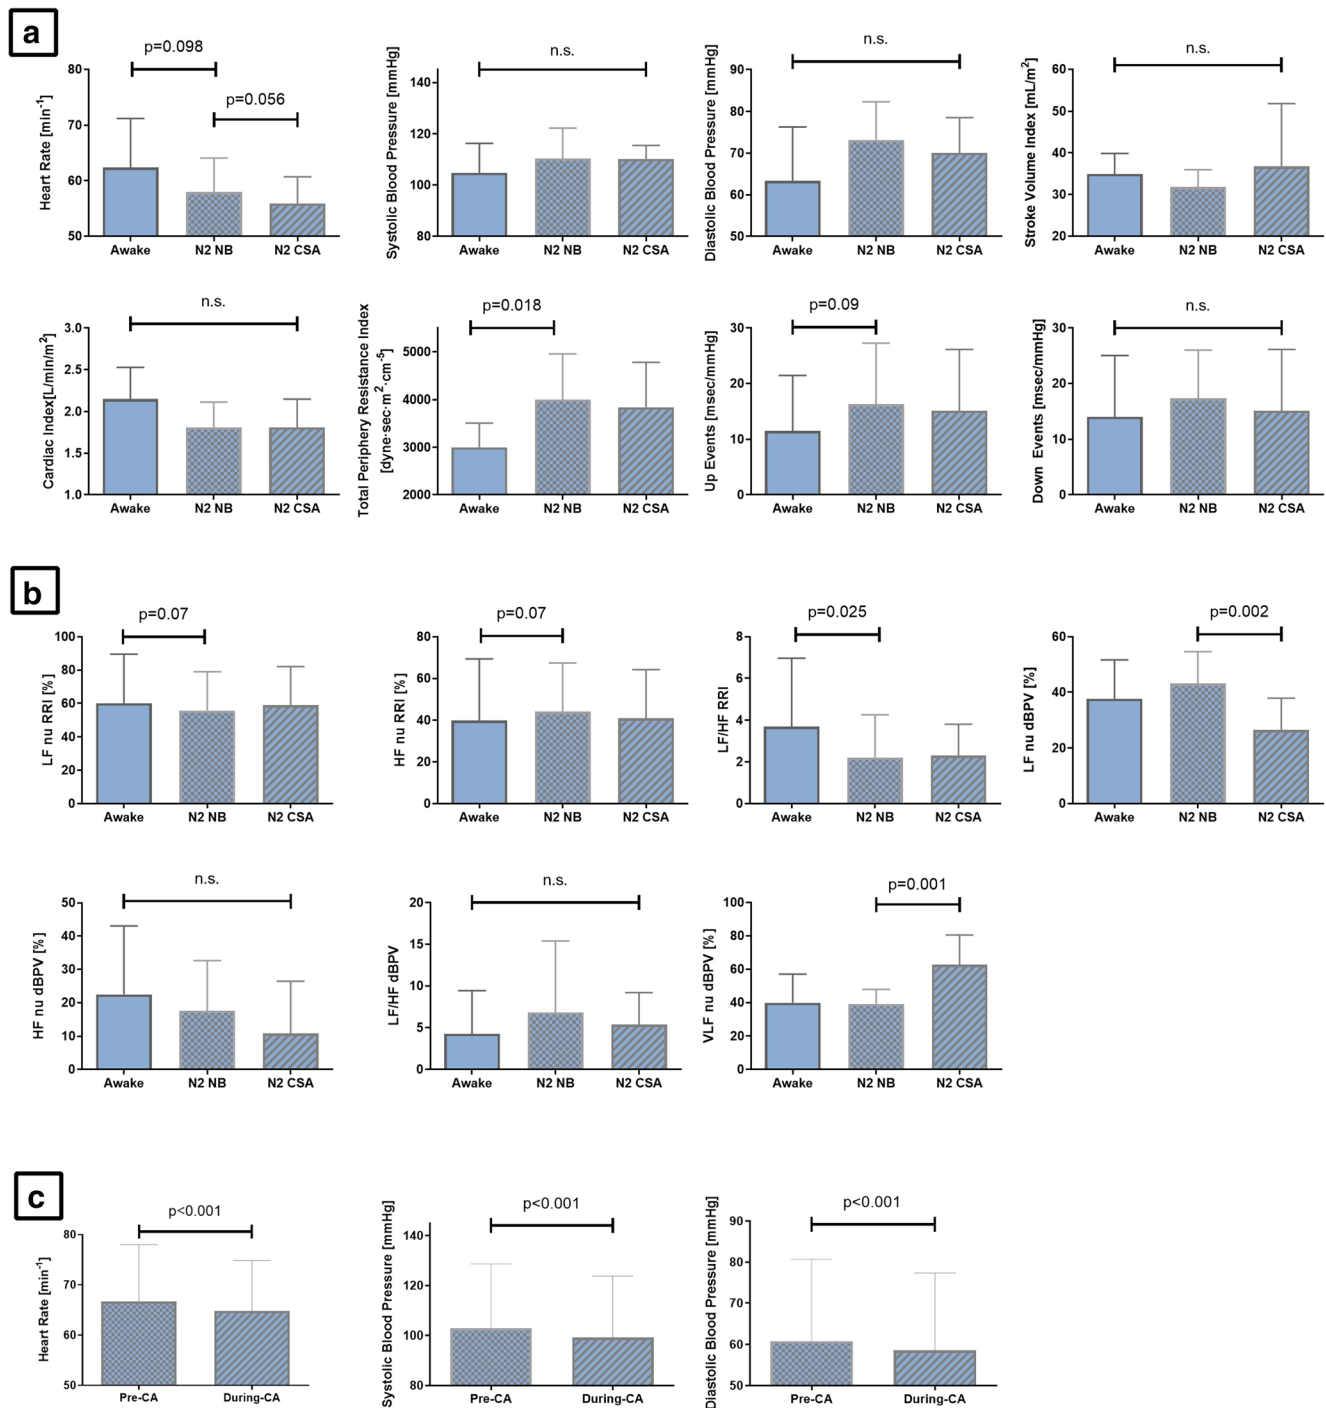 a
p=0.098
p=0.056
Heart Rate [min⁻¹]
80
70
60
50
Awake N2 NB N2 CSA
n.s.
Systolic Blood Pressure [mmHg]
140
120
100
80
Awake N2 NB N2 CSA
n.s.
Diastolic Blood Pressure [mmHg]
90
80
70
60
50
Awake N2 NB N2 CSA
n.s.
Stroke Volume Index [mL/m²]
60
50
40
30
20
Awake N2 NB N2 CSA
n.s.
Cardiac Index[L/min/m²]
3.0
2.5
2.0
1.5
1.0
Awake N2 NB N2 CSA
p=0.018
Total Periphery Resistance Index
[dyne·sec·m²·cm⁻⁵]
5000
4000
3000
2000
Awake N2 NB N2 CSA
p=0.09
Up Events [msec/mmHg]
30
20
10
0
Awake N2 NB N2 CSA
n.s.
Down Events [msec/mmHg]
30
20
10
0
Awake N2 NB N2 CSA
b
p=0.07
LF nu RRI [%]
100
80
60
40
20
0
Awake N2 NB N2 CSA
p=0.07
HF nu RRI [%]
80
60
40
20
0
Awake N2 NB N2 CSA
p=0.025
LF/HF RRI
8
6
4
2
0
Awake N2 NB N2 CSA
p=0.002
LF nu dBPV [%]
60
40
20
0
Awake N2 NB N2 CSA
n.s.
HF nu dBPV [%]
50
40
30
20
10
0
Awake N2 NB N2 CSA
n.s.
LF/HF dBPV
20
15
10
5
0
Awake N2 NB N2 CSA
p=0.001
VLF nu dBPV [%]
100
80
60
40
20
0
Awake N2 NB N2 CSA
c
p<0.001
Heart Rate [min⁻¹]
80
70
60
50
Pre-CA During-CA
p<0.001
Systolic Blood Pressure [mmHg]
140
120
100
80
Pre-CA During-CA
p<0.001
Diastolic Blood Pressure [mmHg]
90
80
70
60
50
Pre-CA During-CA